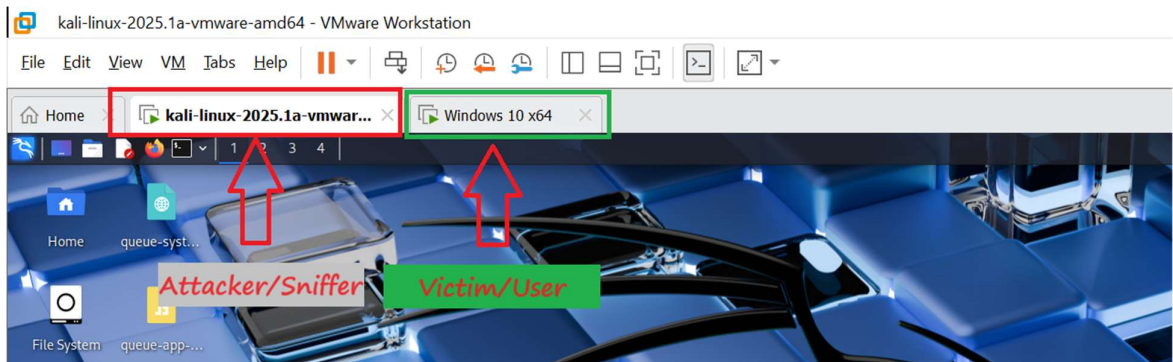 kali-linux-2025.1a-vmware-amd64 - VMware Workstation
File Edit View VM Tabs Help
Home kali-linux-2025.1a-vmwar... Windows 10 x64
1 2 3 4
Home queue-syst...
Attacker/Sniffer Victim/User
File System queue-app-...